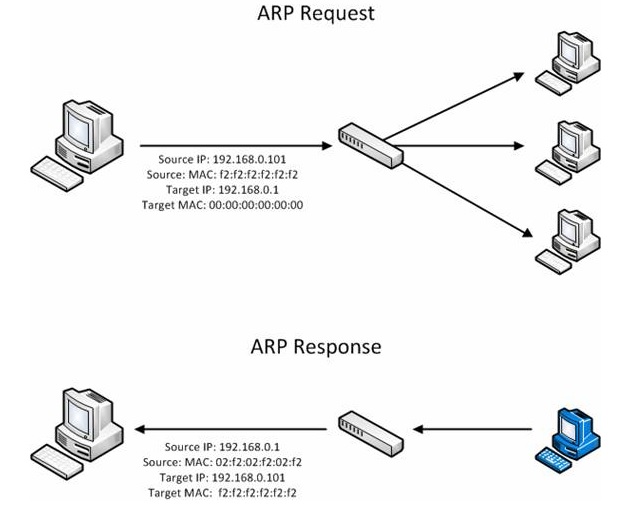 ARP Request
Source IP: 192.168.0.101
Source: MAC: f2:f2:f2:f2:f2:f2
Target IP: 192.168.0.1
Target MAC: 00:00:00:00:00:00
ARP Response
Source IP: 192.168.0.1
Source: MAC: 02:f2:02:f2:02:f2
Target IP: 192.168.0.101
Target MAC:  f2:f2:f2:f2:f2:f2